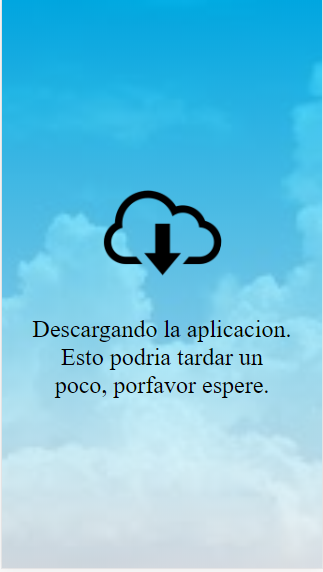 Descargando la aplicacion.
Esto podria tardar un
poco, porfavor espere.